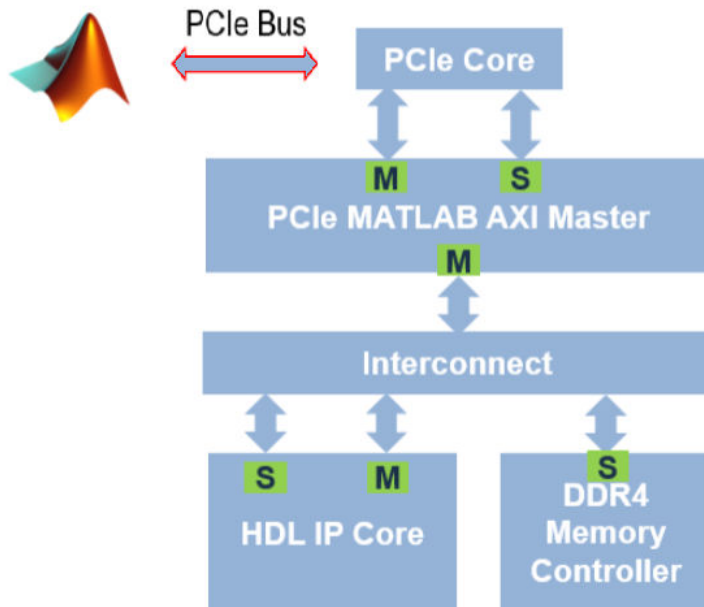 PCIe Bus
PCIe Core
M
S
PCIe MATLAB AXI Master
M
Interconnect
S
M
S
HDL IP Core
DDR4
Memory
Controller